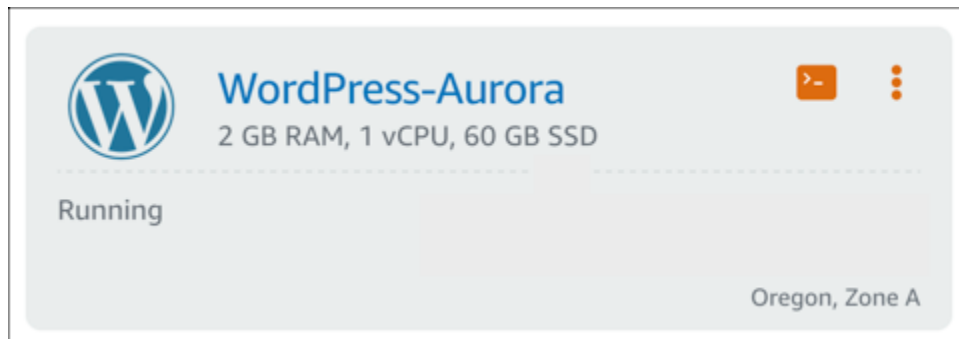 WordPress-Aurora
2 GB RAM, 1 vCPU, 60 GB SSD
Running
Oregon, Zone A